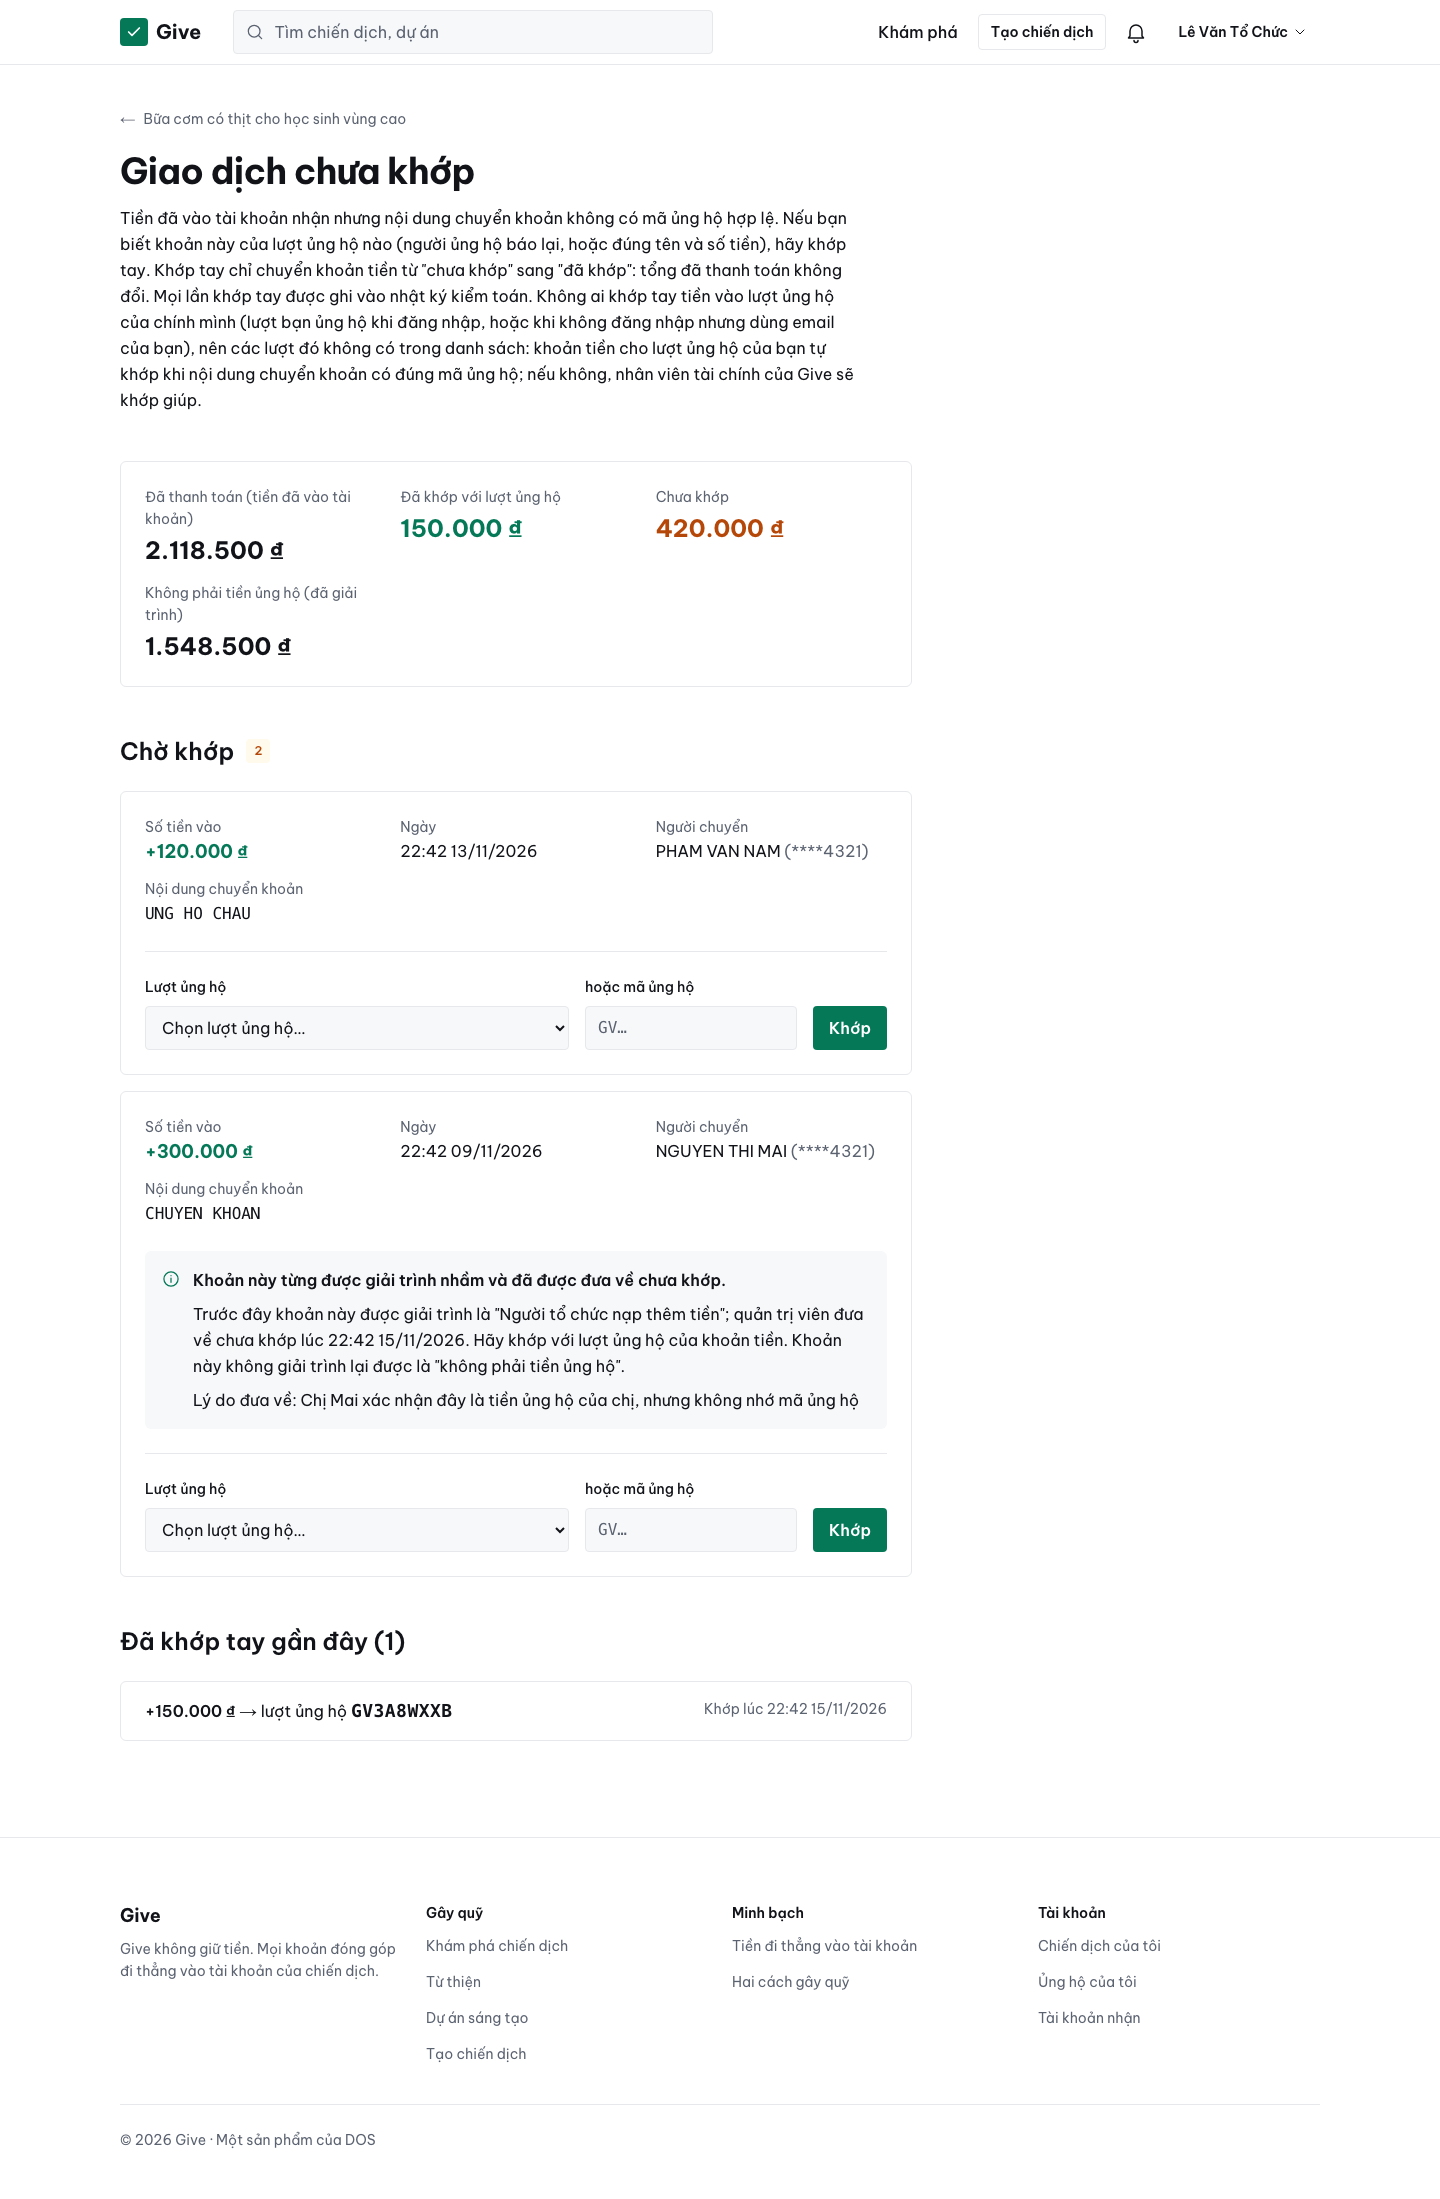 Give
Tìm chiến dịch, dự án
Khám phá
Tạo chiến dịch
Lê Văn Tổ Chức
← Bữa cơm có thịt cho học sinh vùng cao
Giao dịch chưa khớp
Tiền đã vào tài khoản nhận nhưng nội dung chuyển khoản không có mã ủng hộ hợp lệ. Nếu bạn
biết khoản này của lượt ủng hộ nào (người ủng hộ báo lại, hoặc đúng tên và số tiền), hãy khớp
tay. Khớp tay chỉ chuyển khoản tiền từ "chưa khớp" sang "đã khớp": tổng đã thanh toán không
đổi. Mọi lần khớp tay được ghi vào nhật ký kiểm toán. Không ai khớp tay tiền vào lượt ủng hộ
của chính mình (lượt bạn ủng hộ khi đăng nhập, hoặc khi không đăng nhập nhưng dùng email
của bạn), nên các lượt đó không có trong danh sách: khoản tiền cho lượt ủng hộ của bạn tự
khớp khi nội dung chuyển khoản có đúng mã ủng hộ; nếu không, nhân viên tài chính của Give sẽ
khớp giúp.
Đã thanh toán (tiền đã vào tài
khoản)
2.118.500 ₫
Đã khớp với lượt ủng hộ
150.000 ₫
Chưa khớp
420.000 ₫
Không phải tiền ủng hộ (đã giải
trình)
1.548.500 ₫
Chờ khớp 2
Số tiền vào
+120.000 ₫
Ngày
22:42 13/11/2026
Người chuyển
PHAM VAN NAM (****4321)
Nội dung chuyển khoản
UNG HO CHAU
Lượt ủng hộ
Chọn lượt ủng hộ...
hoặc mã ủng hộ
GV…
Khớp
Số tiền vào
+300.000 ₫
Ngày
22:42 09/11/2026
Người chuyển
NGUYEN THI MAI (****4321)
Nội dung chuyển khoản
CHUYEN KHOAN
Khoản này từng được giải trình nhầm và đã được đưa về chưa khớp.
Trước đây khoản này được giải trình là "Người tổ chức nạp thêm tiền"; quản trị viên đưa
về chưa khớp lúc 22:42 15/11/2026. Hãy khớp với lượt ủng hộ của khoản tiền. Khoản
này không giải trình lại được là "không phải tiền ủng hộ".
Lý do đưa về: Chị Mai xác nhận đây là tiền ủng hộ của chị, nhưng không nhớ mã ủng hộ
Lượt ủng hộ
Chọn lượt ủng hộ...
hoặc mã ủng hộ
GV…
Khớp
Đã khớp tay gần đây (1)
+150.000 ₫ → lượt ủng hộ GV3A8WXXB
Khớp lúc 22:42 15/11/2026
Give
Give không giữ tiền. Mọi khoản đóng góp
đi thẳng vào tài khoản của chiến dịch.
Gây quỹ
Khám phá chiến dịch
Từ thiện
Dự án sáng tạo
Tạo chiến dịch
Minh bạch
Tiền đi thẳng vào tài khoản
Hai cách gây quỹ
Tài khoản
Chiến dịch của tôi
Ủng hộ của tôi
Tài khoản nhận
© 2026 Give · Một sản phẩm của DOS